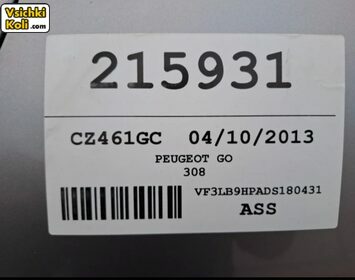 Vsichki
Koli .com
215931
CZ461GC 04/10/2013
PEUGEOT GO
308
VF3LB9HPADS180431
ASS